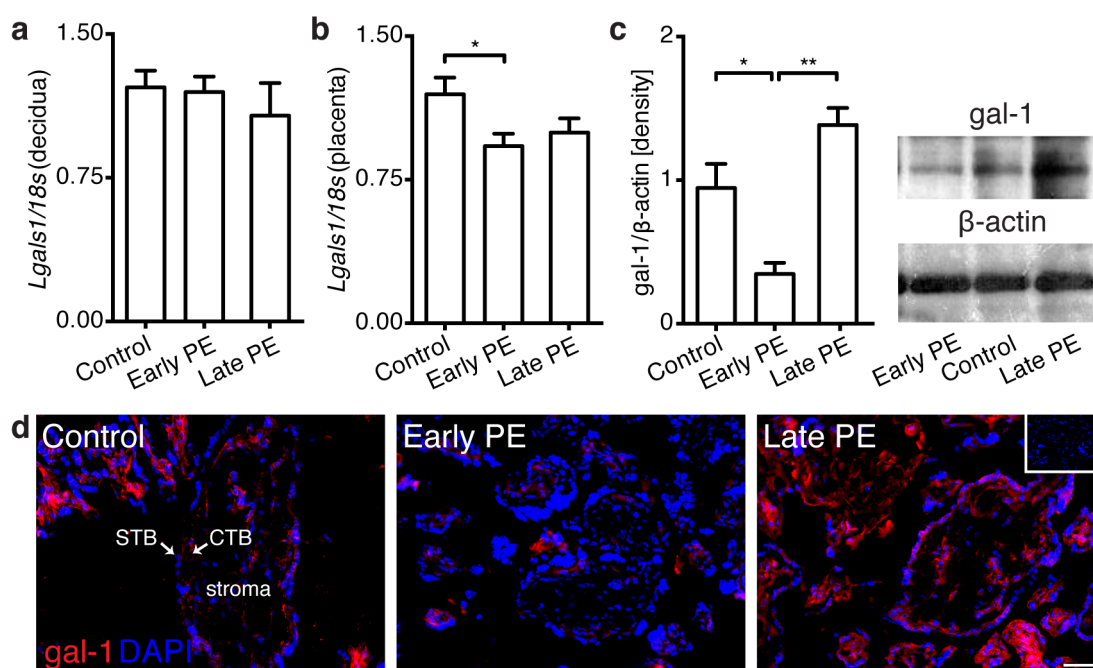 a
1.50
0.75
0.00
Lgals1/18s (decidua)
Control
Early PE
Late PE
b
1.50
0.75
0.00
Lgals1/18s (placenta)
*
Control
Early PE
Late PE
c
2
1
0
gal-1/β-actin [density]
*
**
Control
Early PE
Late PE
gal-1
β-actin
Early PE
Control
Late PE
d
Control
STB
CTB
stroma
gal-1 DAPI
Early PE
Late PE